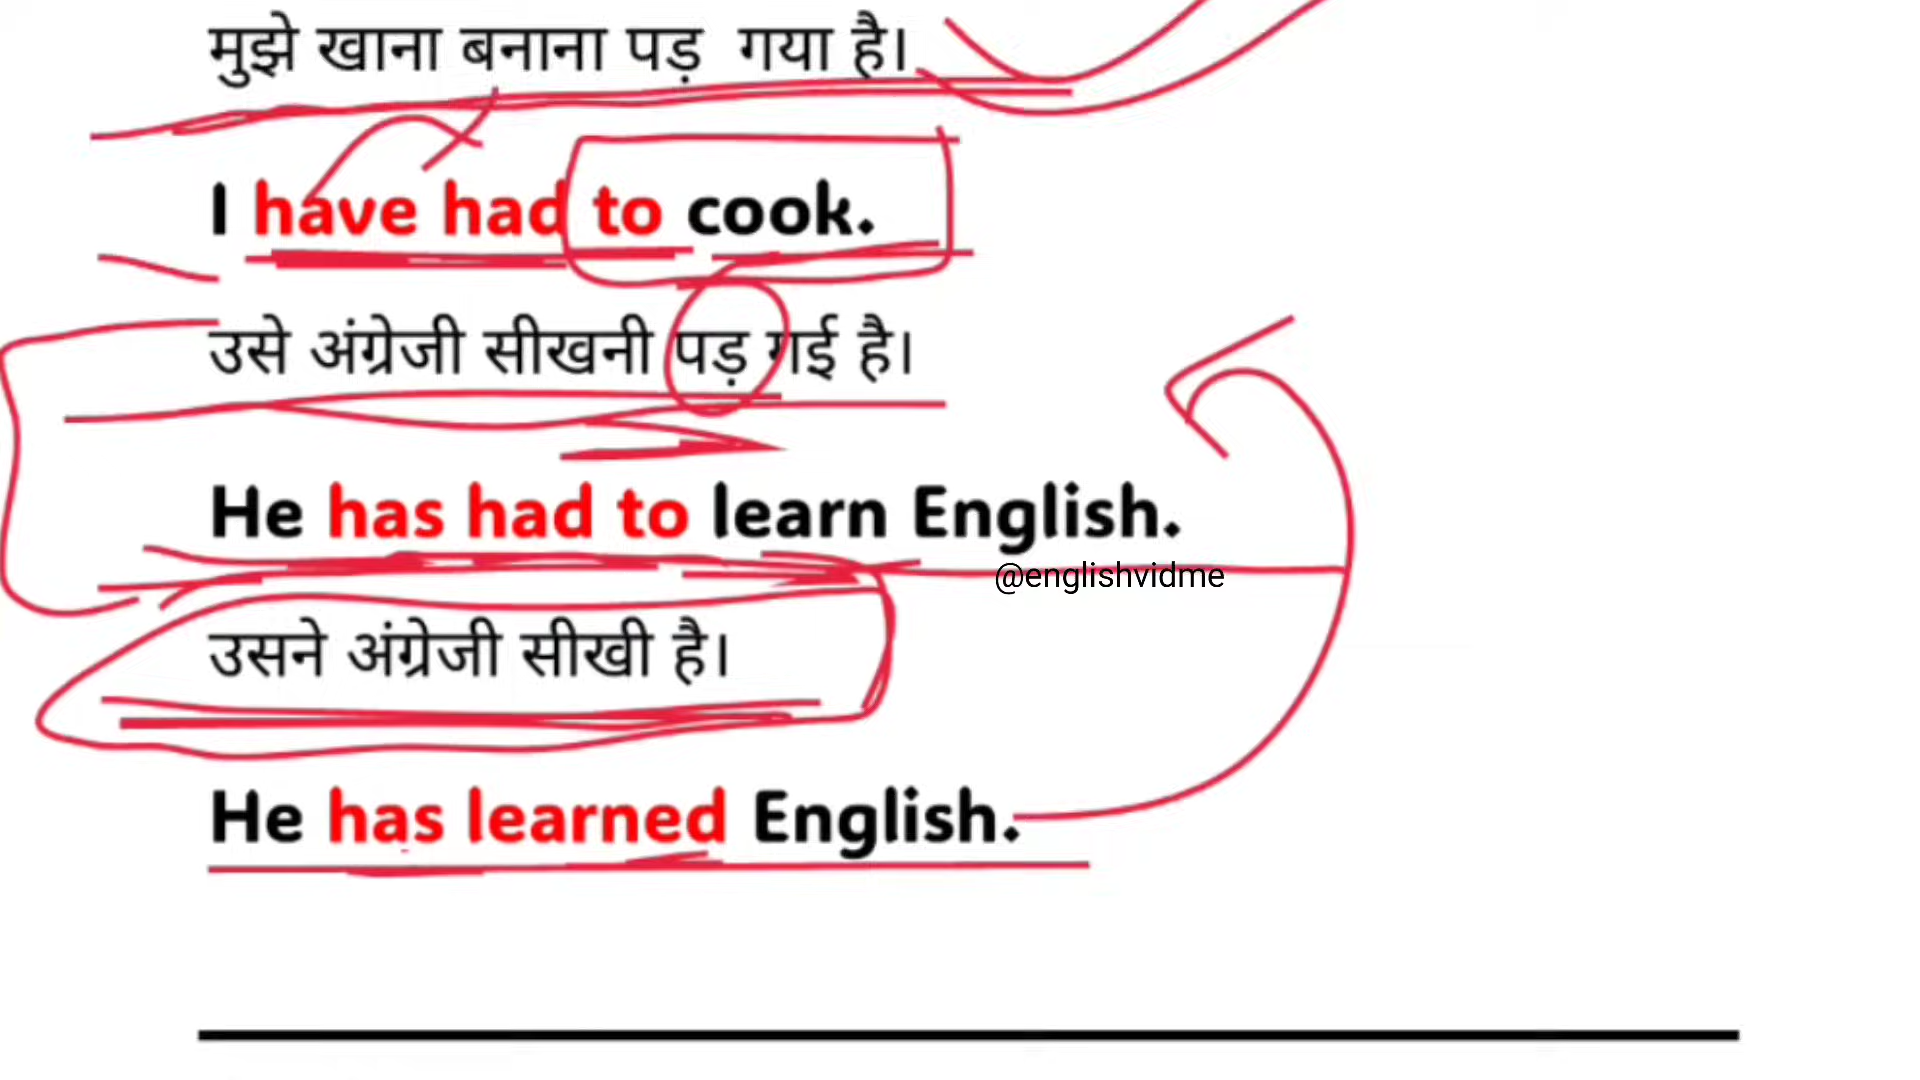 मुझे खाना बनाना पड़ गया है।
I have had to cook.
उसे अंग्रेजी सीखनी पड़ गई है।
He has had to learn English.
@englishvidme
उसने अंग्रेजी सीखी है।
He has learned English.